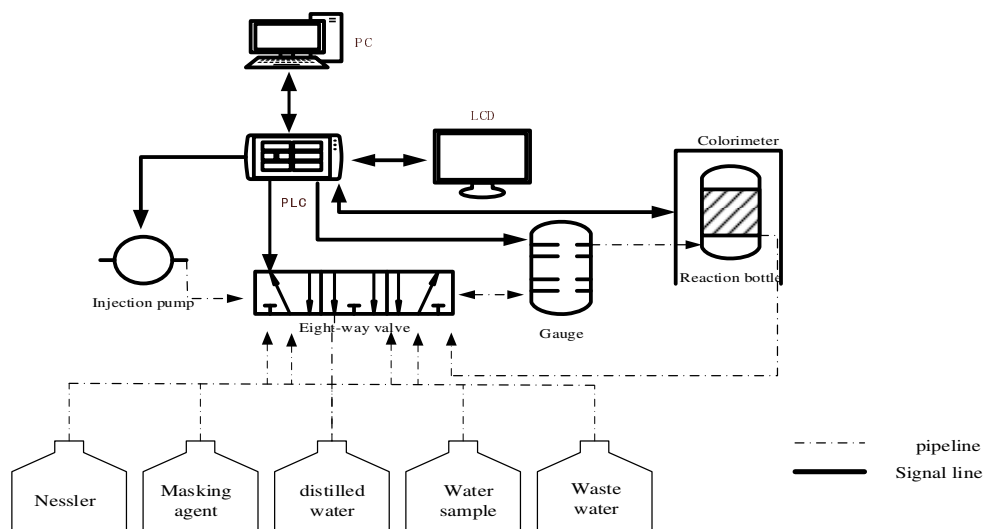 PC
LCD
Colorimeter
PLC
Reaction bottle
Injection pump
Eight-way valve
Gauge
pipeline
Signal line
Nessler
Masking
agent
distilled
water
Water
sample
Waste
water